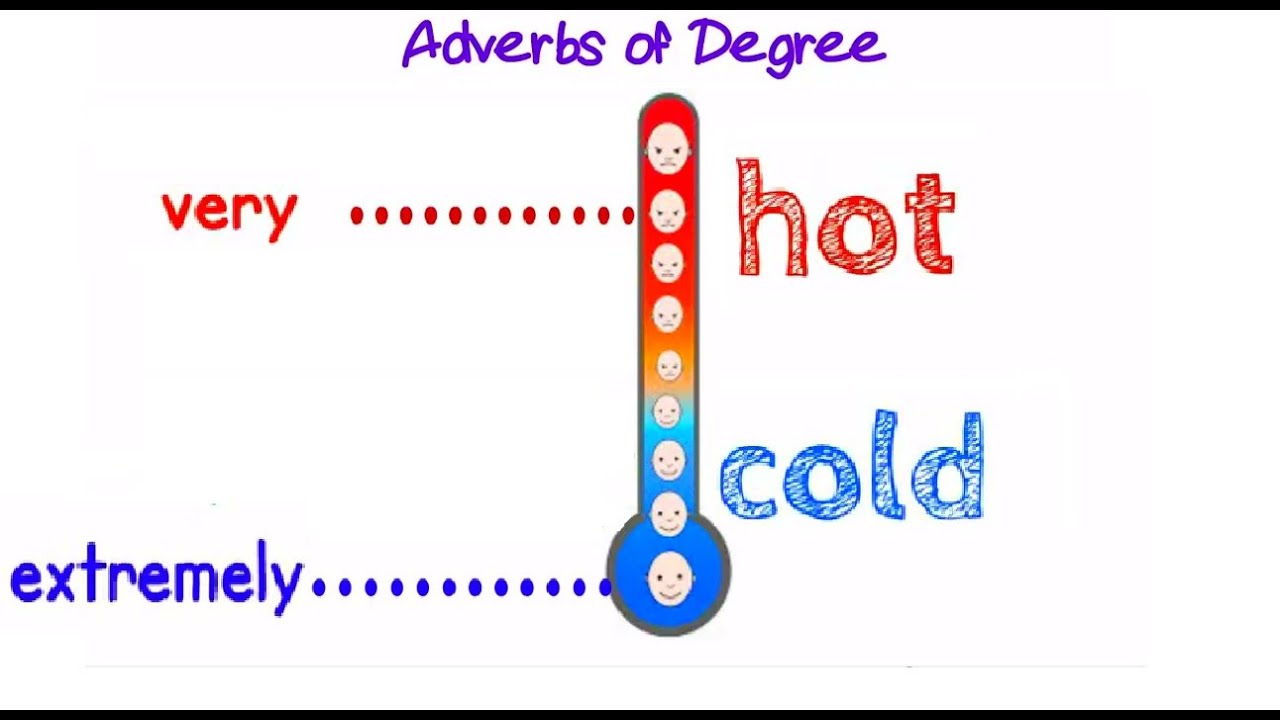 Adverbs of Degree
very ............ hot
cold
extremely ............